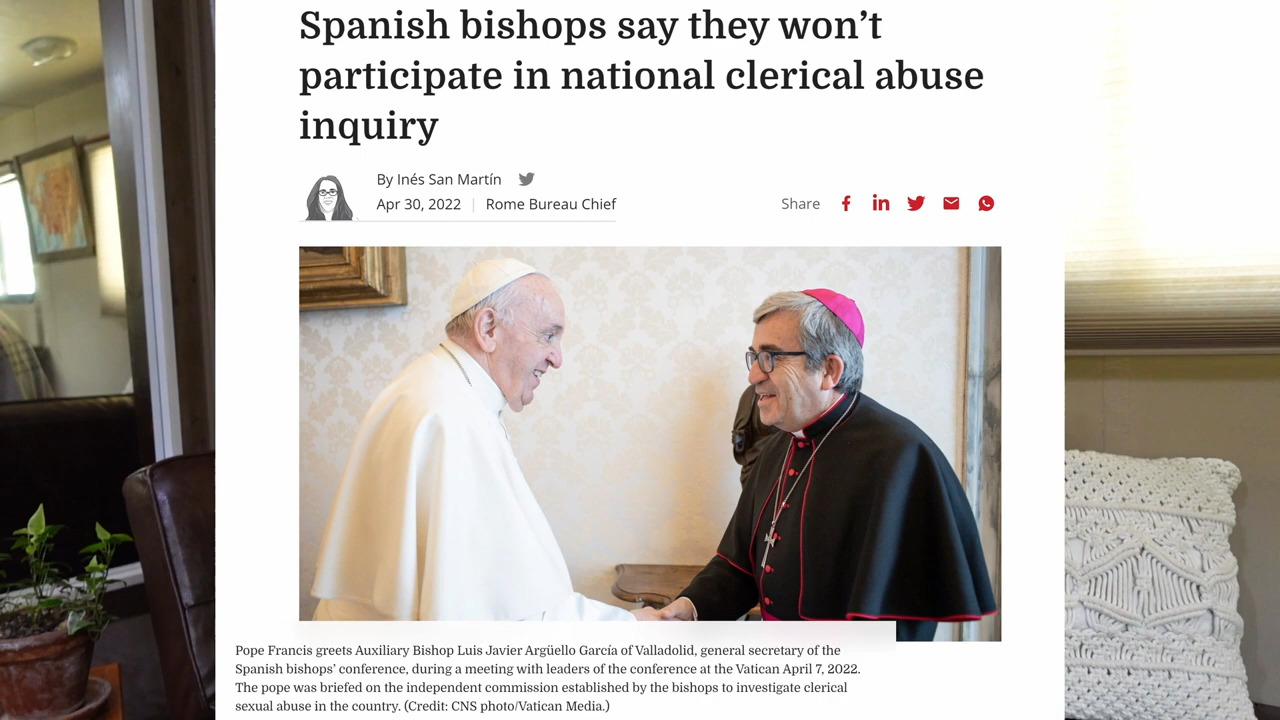 Spanish bishops say they won’t
participate in national clerical abuse
inquiry
By Inés San Martín
Apr 30, 2022 | Rome Bureau Chief
Share
Pope Francis greets Auxiliary Bishop Luis Javier Argüello García of Valladolid, general secretary of the
Spanish bishops’ conference, during a meeting with leaders of the conference at the Vatican April 7, 2022.
The pope was briefed on the independent commission established by the bishops to investigate clerical
sexual abuse in the country. (Credit: CNS photo/Vatican Media.)